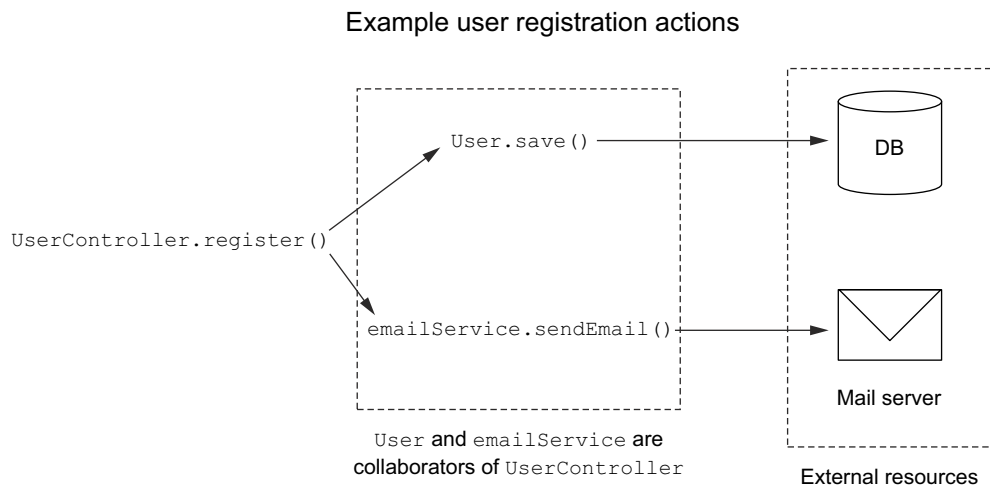 Example user registration actions
User.save()
DB
UserController.register()
emailService.sendEmail()
Mail server
User and emailService are
collaborators of UserController
External resources